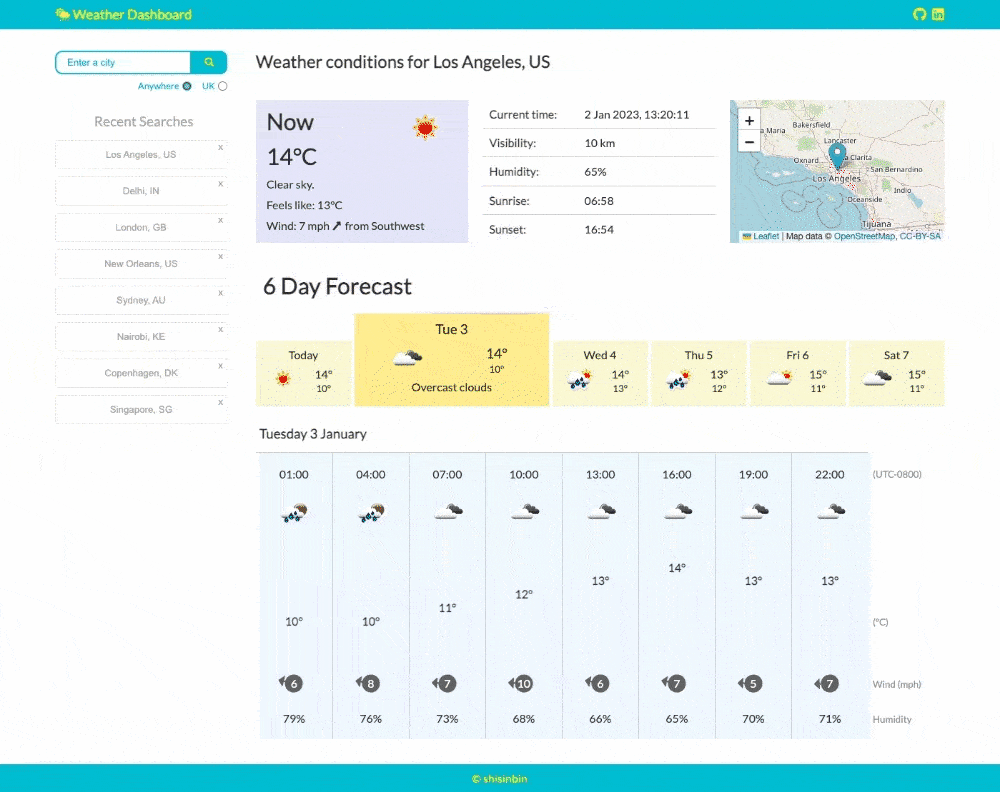 Weather Dashboard
Enter a city
Anywhere UK
Recent Searches
Los Angeles, US x
Delhi, IN x
London, GB x
New Orleans, US x
Sydney, AU x
Nairobi, KE x
Copenhagen, DK x
Singapore, SG x
Weather conditions for Los Angeles, US
Now
14°C
Clear sky.
Feels like: 13°C
Wind: 7 mph ↗ from Southwest
Current time: 2 Jan 2023, 13:20:11
Visibility: 10 km
Humidity: 65%
Sunrise: 06:58
Sunset: 16:54
+
−
a Maria
Bakersfield
Lancaster
Oxnard
a Clarita
San Bernardino
Los Angeles
Indio
Oceanside
Tijuana
Leaflet | Map data © OpenStreetMap, CC-BY-SA
6 Day Forecast
Today
14°
10°
Tue 3
14°
10°
Overcast clouds
Wed 4
14°
13°
Thu 5
13°
12°
Fri 6
15°
11°
Sat 7
15°
11°
Tuesday 3 January
01:00 04:00 07:00 10:00 13:00 16:00 19:00 22:00 (UTC-0800)
10° 10° 11° 12° 13° 14° 13° 13° (°C)
6 8 7 10 6 7 5 7 Wind (mph)
79% 76% 73% 68% 66% 65% 70% 71% Humidity
© shisinbin